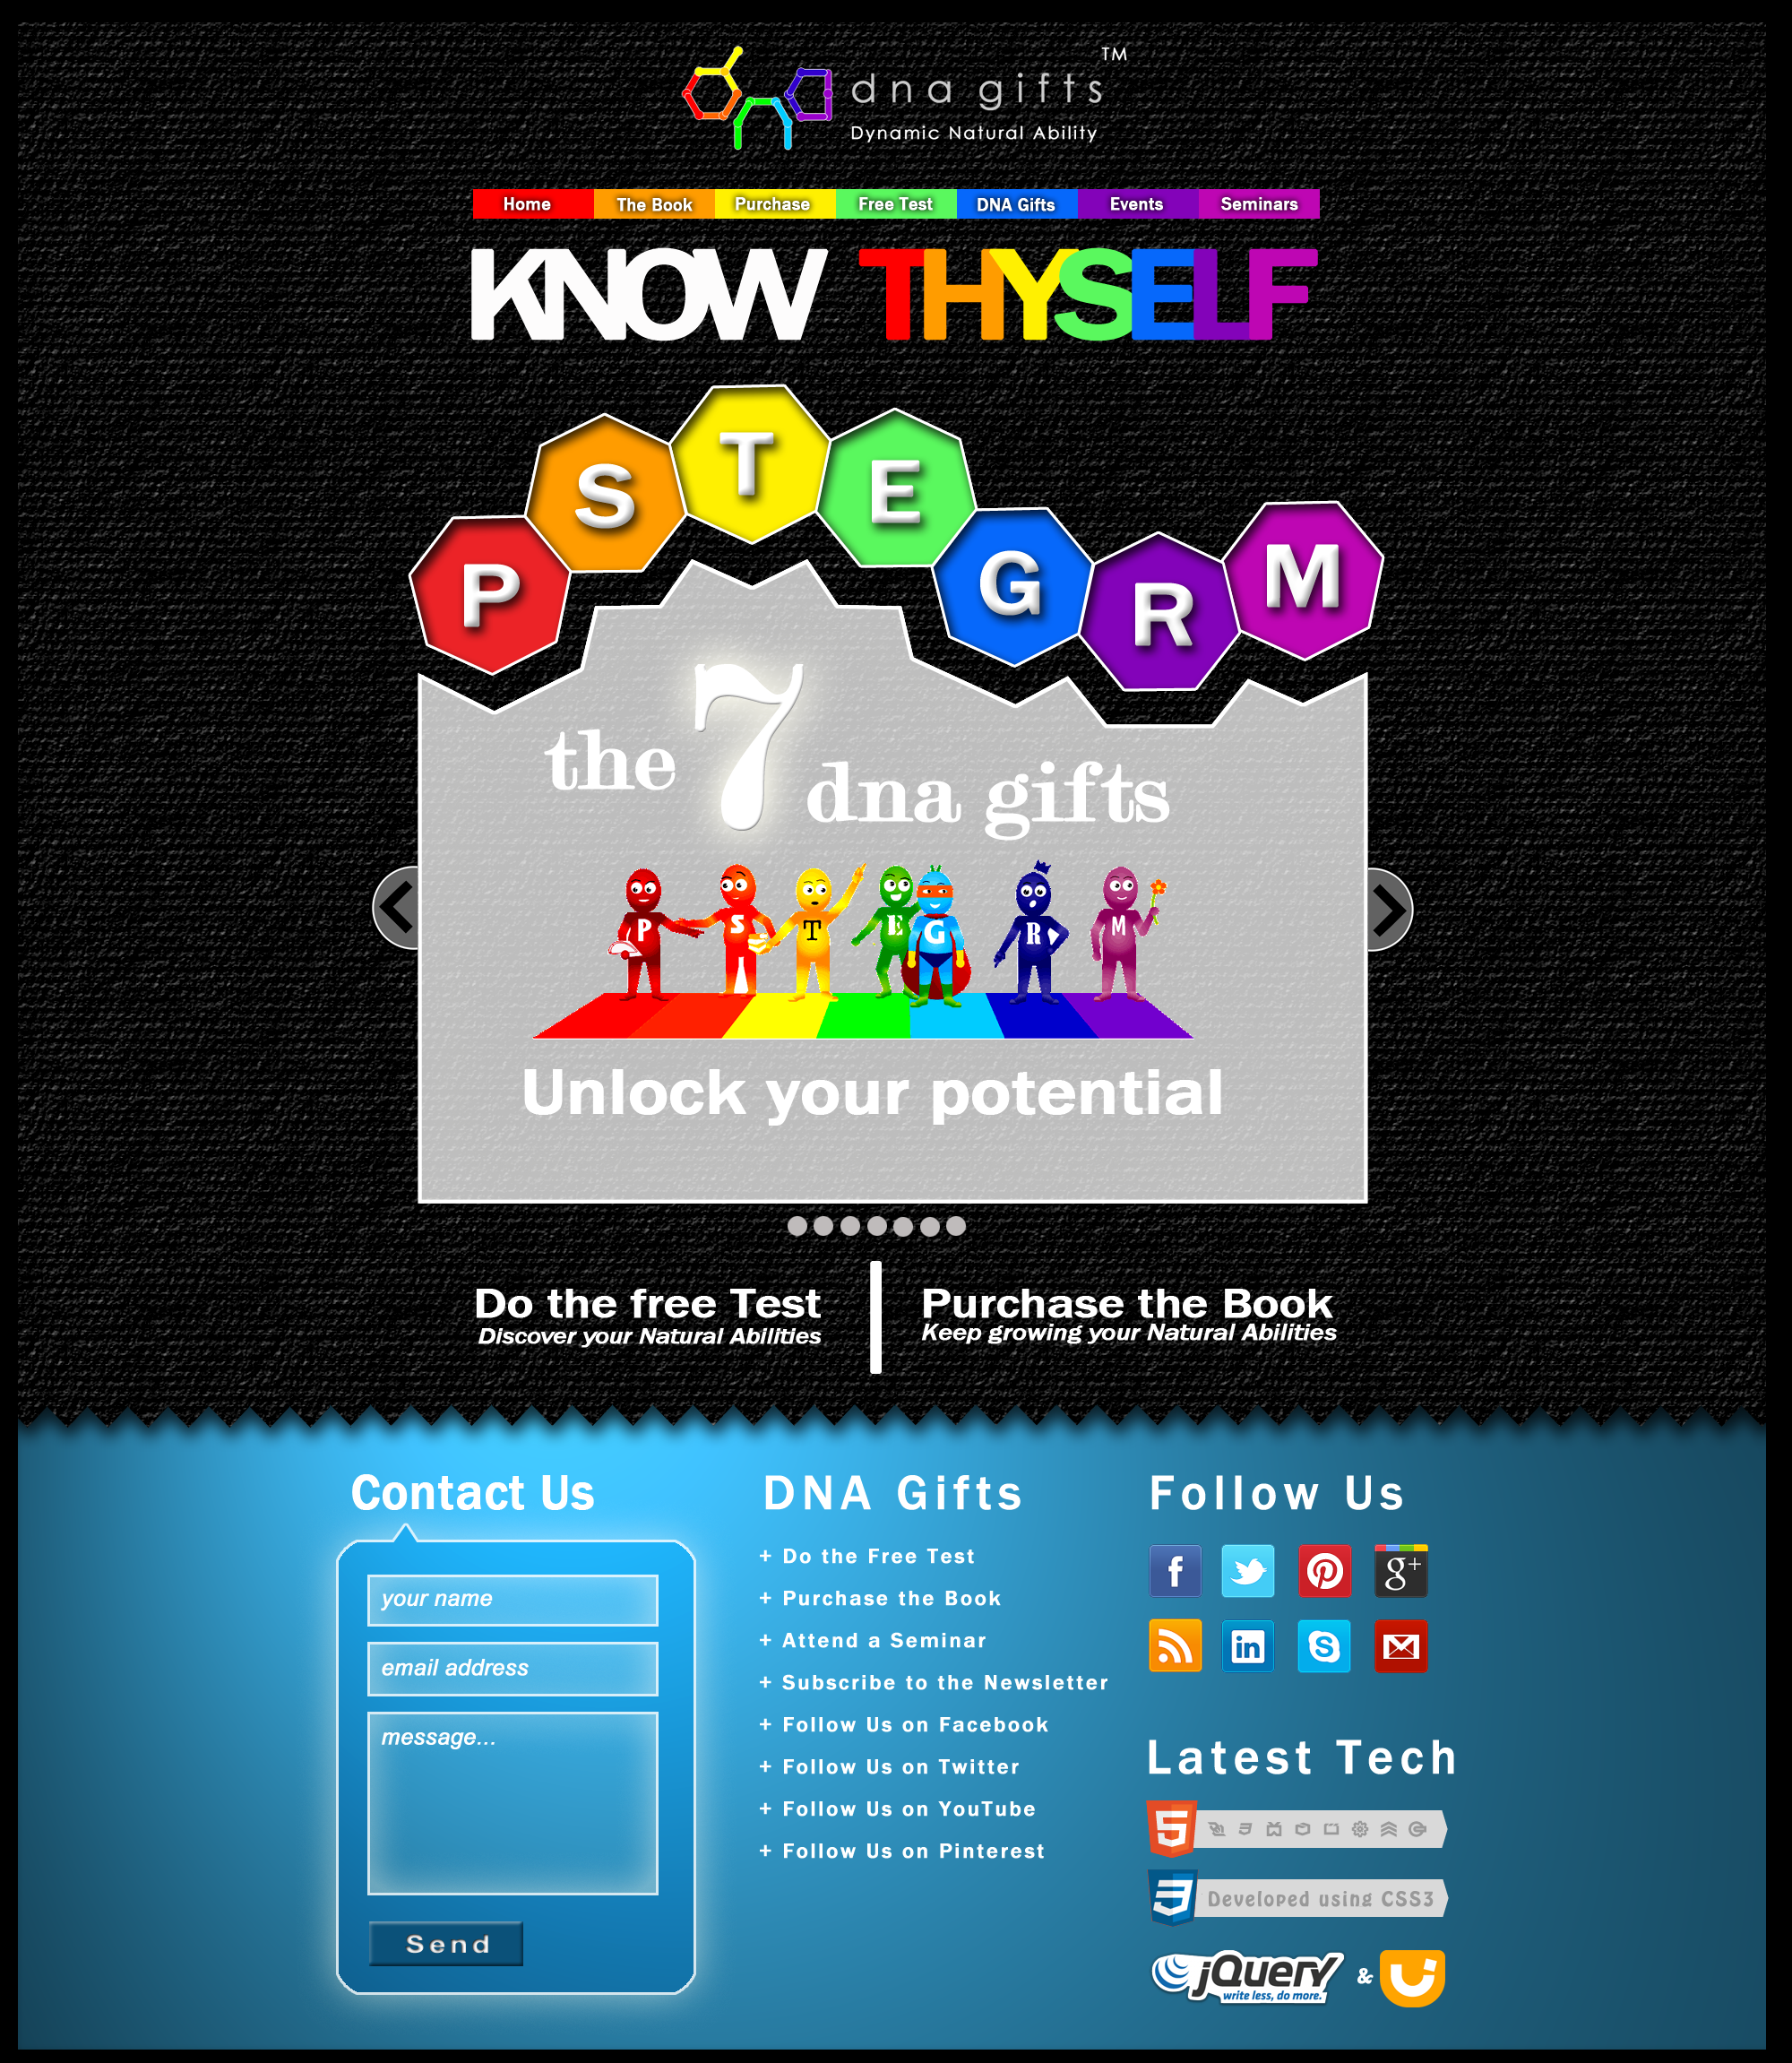 TM
dna gifts
Dynamic Natural Ability
Home The Book Purchase Free Test DNA Gifts Events Seminars
KNOW THYSELF
P S T E G R M
the 7 dna gifts
P S T E G R M
Unlock your potential
Do the free Test
Discover your Natural Abilities
Purchase the Book
Keep growing your Natural Abilities
Contact Us
your name
email address
message...
Send
DNA Gifts
+ Do the Free Test
+ Purchase the Book
+ Attend a Seminar
+ Subscribe to the Newsletter
+ Follow Us on Facebook
+ Follow Us on Twitter
+ Follow Us on YouTube
+ Follow Us on Pinterest
Follow Us
f g+
in S
Latest Tech
5
3 Developed using CSS3
jQuery &
write less, do more.